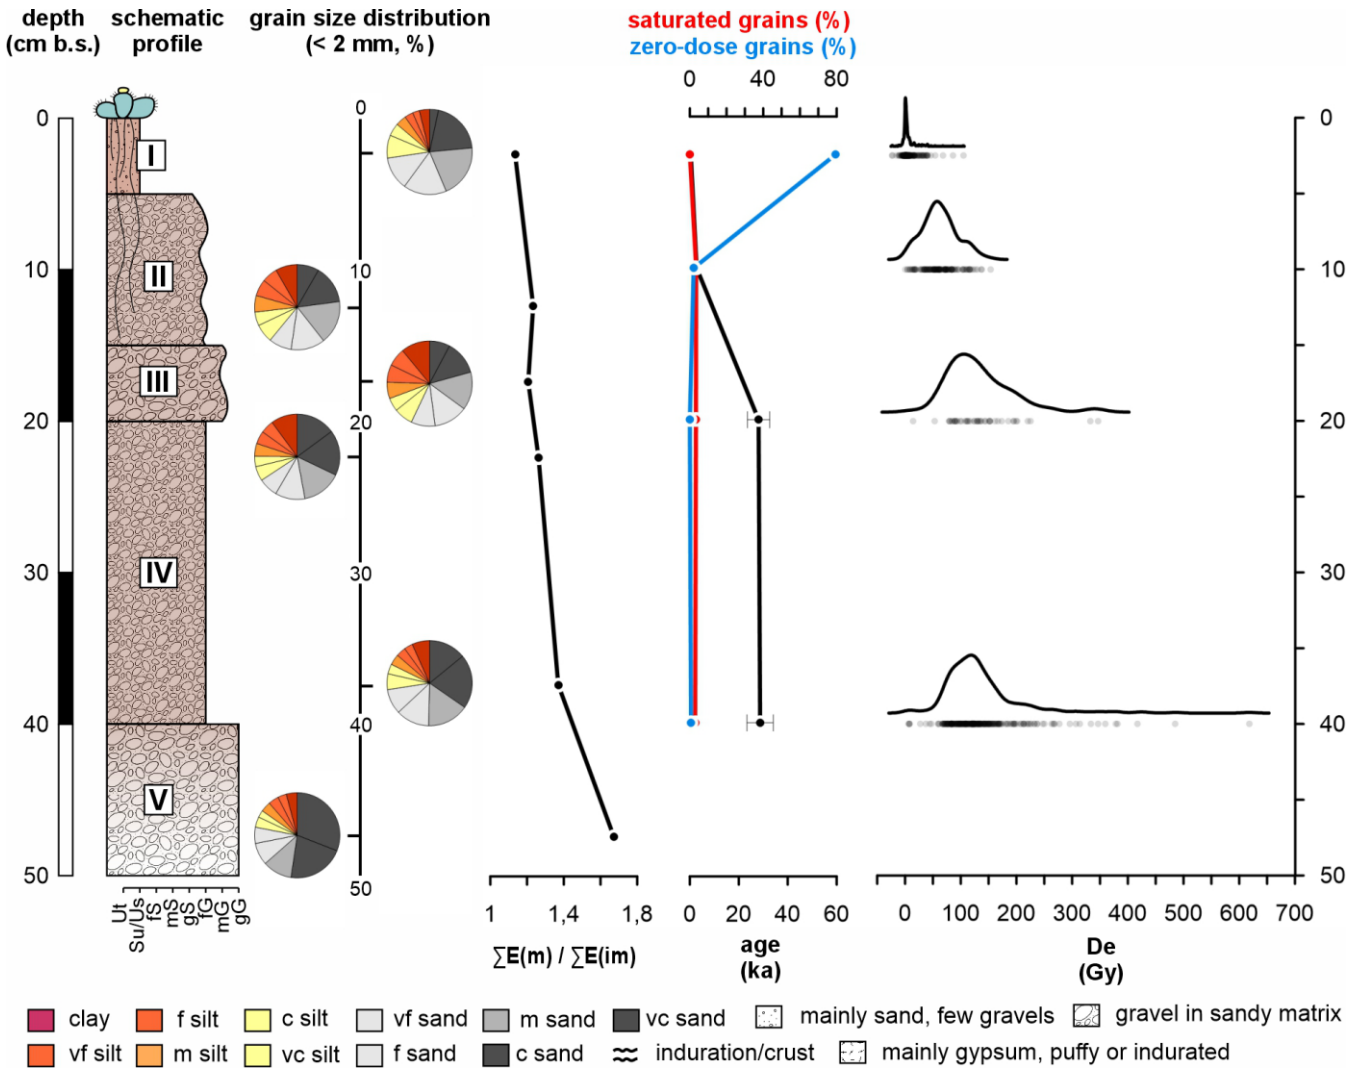 depth
(cm b.s.)
schematic
profile
grain size distribution
(< 2 mm, %)
saturated grains (%)
zero-dose grains (%)
0 40 80
0
10
20
30
40
50
I
II
III
IV
V
0
10
20
30
40
50
0
10
20
30
40
50
Ut
Su/Us
fS
mS
gS
fG
mG
gG
1 1,4 1,8
∑E(m) / ∑E(im)
0 20 40 60
age
(ka)
0 100 200 300 400 500 600 700
De
(Gy)
clay f silt c silt vf sand m sand vc sand mainly sand, few gravels gravel in sandy matrix
vf silt m silt vc silt f sand c sand induration/crust mainly gypsum, puffy or indurated